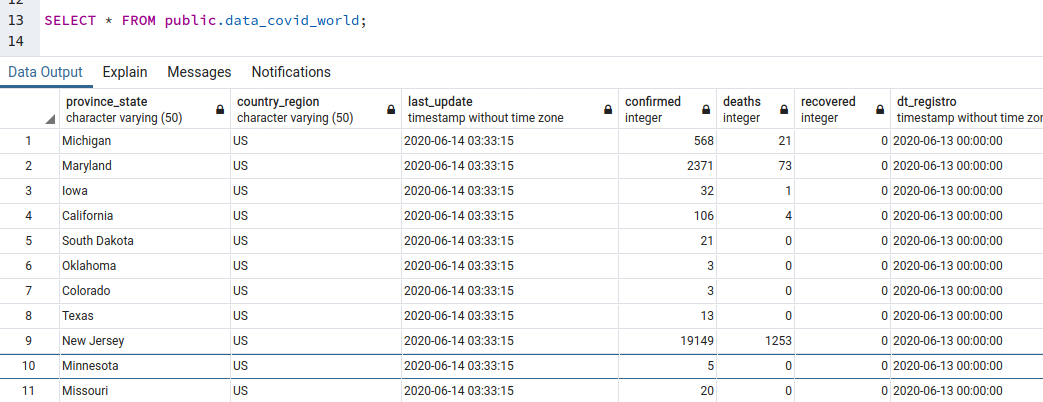 12
13 SELECT * FROM public.data_covid_world;
14
Data Output Explain Messages Notifications
province_state country_region last_update confirmed deaths recovered dt_registro
character varying (50) character varying (50) timestamp without time zone integer integer integer timestamp without time
1 Michigan US 2020-06-14 03:33:15 568 21 0 2020-06-13 00:00:00
2 Maryland US 2020-06-14 03:33:15 2371 73 0 2020-06-13 00:00:00
3 Iowa US 2020-06-14 03:33:15 32 1 0 2020-06-13 00:00:00
4 California US 2020-06-14 03:33:15 106 4 0 2020-06-13 00:00:00
5 South Dakota US 2020-06-14 03:33:15 21 0 0 2020-06-13 00:00:00
6 Oklahoma US 2020-06-14 03:33:15 3 0 0 2020-06-13 00:00:00
7 Colorado US 2020-06-14 03:33:15 3 0 0 2020-06-13 00:00:00
8 Texas US 2020-06-14 03:33:15 13 0 0 2020-06-13 00:00:00
9 New Jersey US 2020-06-14 03:33:15 19149 1253 0 2020-06-13 00:00:00
10 Minnesota US 2020-06-14 03:33:15 5 0 0 2020-06-13 00:00:00
11 Missouri US 2020-06-14 03:33:15 20 0 0 2020-06-13 00:00:00